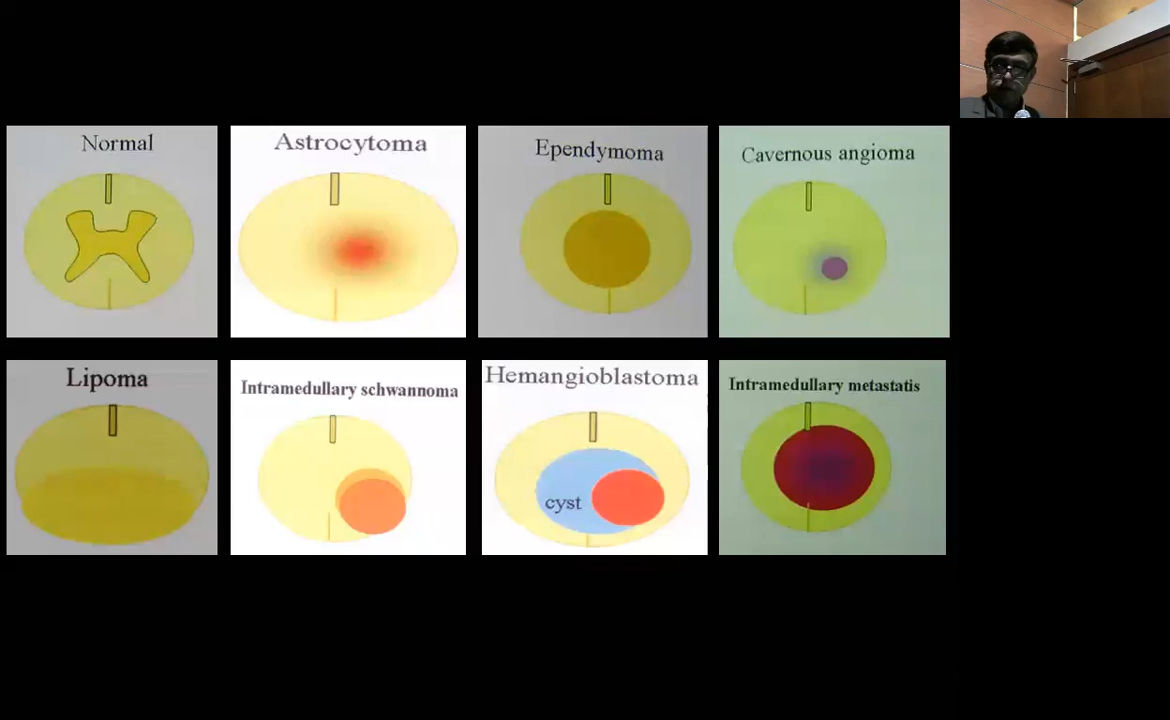 Normal
Astrocytoma
Ependymoma
Cavernous angioma
Lipoma
Intramedullary schwannoma
Hemangioblastoma
cyst
Intramedullary metastatis